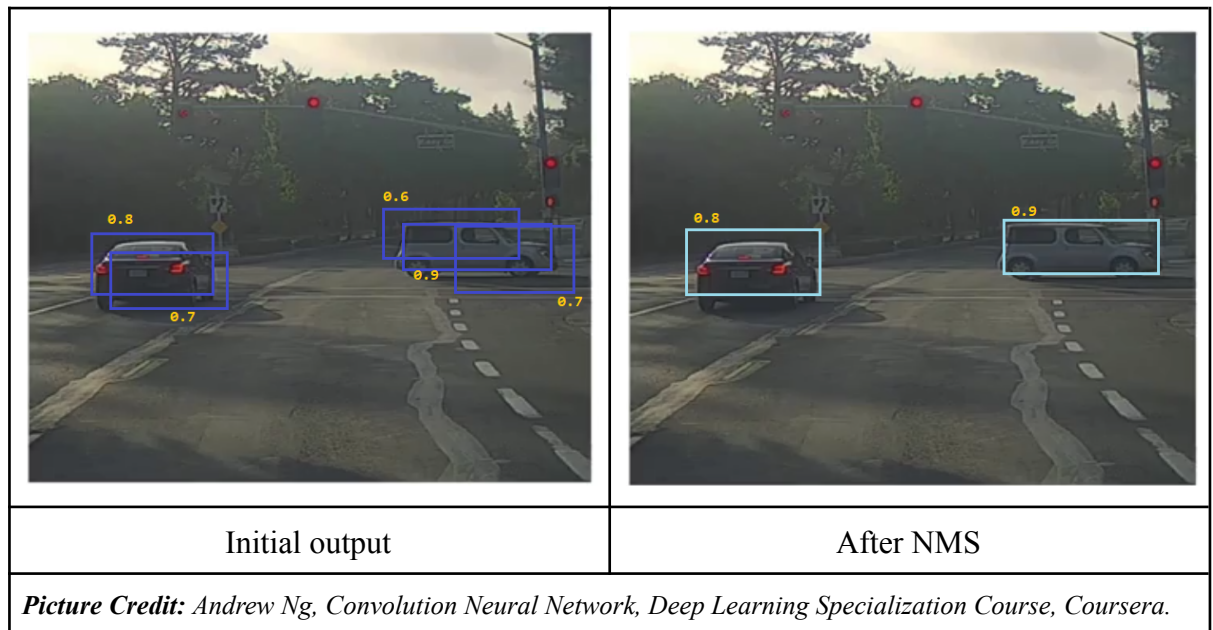 0.8
0.7
0.6
0.9
0.7
0.8
0.9
Initial output
After NMS
Picture Credit: Andrew Ng, Convolution Neural Network, Deep Learning Specialization Course, Coursera.